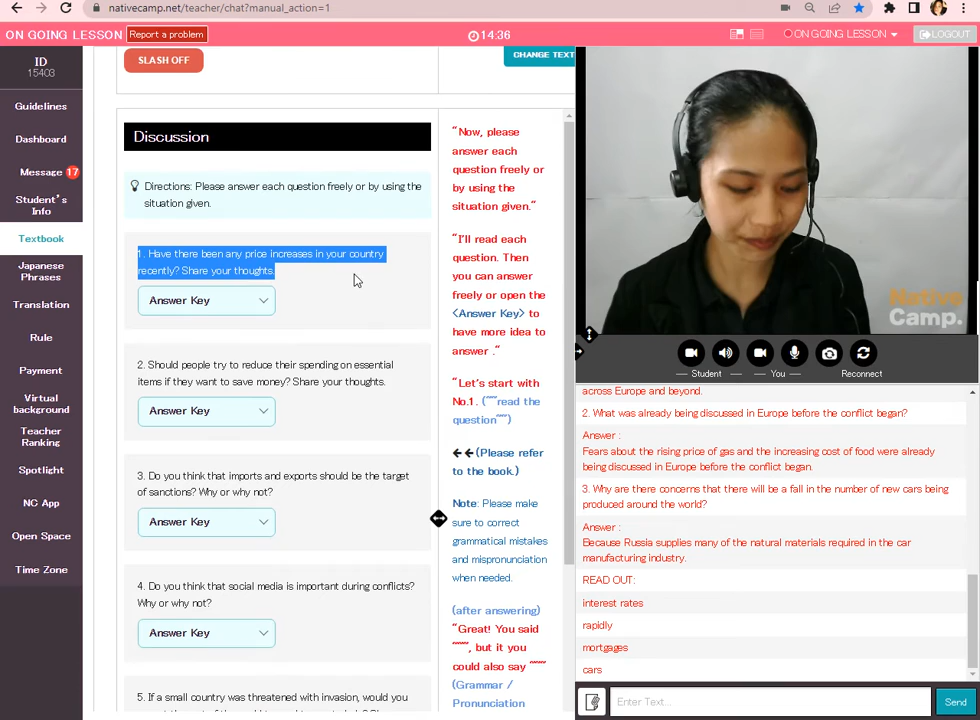 nativecamp.net/teacher/chat?manual_action=1
ON GOING LESSON
Report a problem
14:36
ON GOING LESSON
LOGOUT
ID
15403
Guidelines
Dashboard
Message 17
Student's
Info
Textbook
Japanese
Phrases
Translation
Rule
Payment
Virtual
background
Teacher
Ranking
Spotlight
NC App
Open Space
Time Zone
SLASH OFF
CHANGE TEXT
Discussion
Directions: Please answer each question freely or by using the
situation given.
1. Have there been any price increases in your country
recently? Share your thoughts.
Answer Key
2. Should people try to reduce their spending on essential
items if they want to save money? Share your thoughts.
Answer Key
3. Do you think that imports and exports should be the target
of sanctions? Why or why not?
Answer Key
4. Do you think that social media is important during conflicts?
Why or why not?
Answer Key
5. If a small country was threatened with invasion, would you
"Now, please
answer each
question freely or
by using the
situation given."
"I'll read each
question. Then
you can answer
freely or open the
<Answer Key> to
have more idea to
answer ."
"Let's start with
No.1. (~~read the
question~~)
←←(Please refer
to the book.)
Note: Please make
sure to correct
grammatical mistakes
and mispronunciation
when needed.
(after answering)
"Great! You said
~~~, but it you
could also say ~~~
(Grammar /
Pronunciation
Native
Camp.
Student
You
Reconnect
across Europe and beyond.
2. What was already being discussed in Europe before the conflict began?
Answer :
Fears about the rising price of gas and the increasing cost of food were already
being discussed in Europe before the conflict began.
3. Why are there concerns that there will be a fall in the number of new cars being
produced around the world?
Answer :
Because Russia supplies many of the natural materials required in the car
manufacturing industry.
READ OUT:
interest rates
rapidly
mortgages
cars
Enter Text...
Send